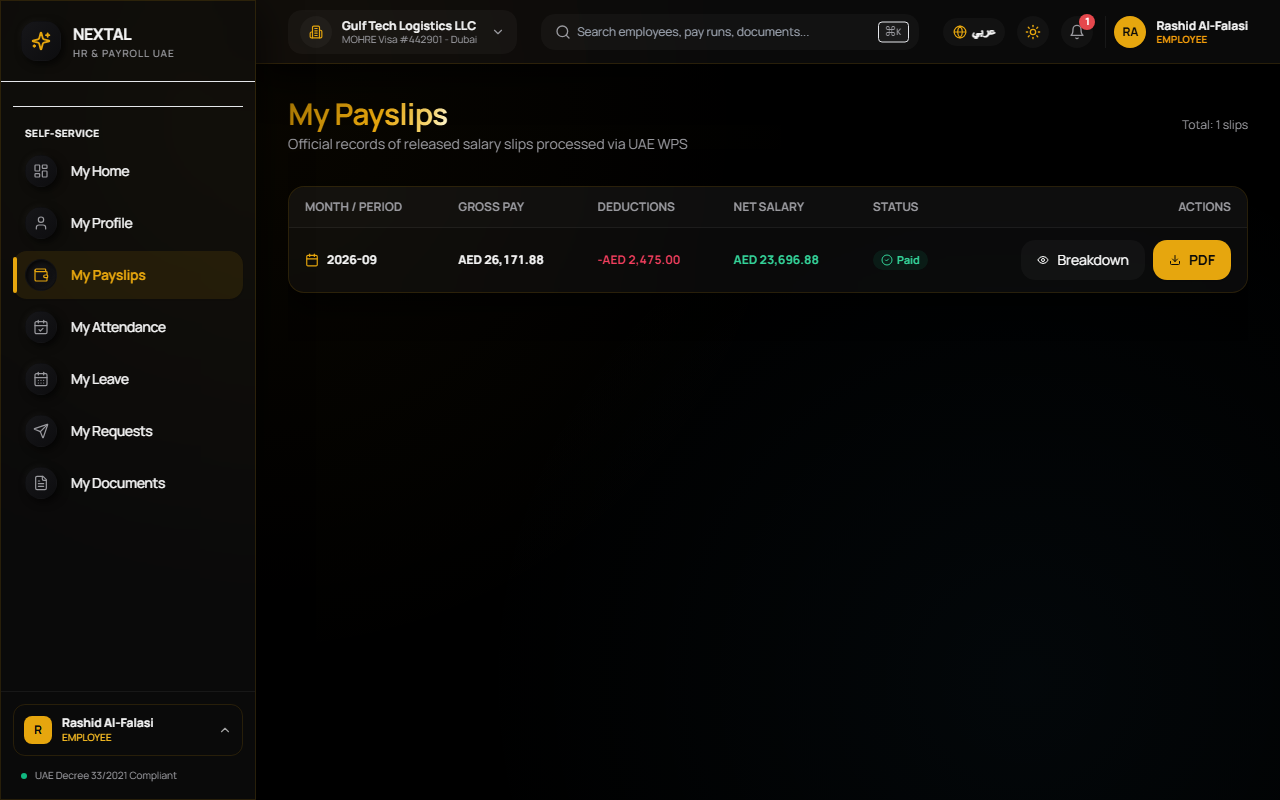 NEXTAL
HR & PAYROLL UAE
SELF-SERVICE
My Home
My Profile
My Payslips
My Attendance
My Leave
My Requests
My Documents
R
Rashid Al-Falasi
EMPLOYEE
UAE Decree 33/2021 Compliant
Gulf Tech Logistics LLC
MOHRE Visa #442901 - Dubai
Search employees, pay runs, documents...
⌘K
عربي
1
RA
Rashid Al-Falasi
EMPLOYEE
My Payslips
Official records of released salary slips processed via UAE WPS
Total: 1 slips
MONTH / PERIOD GROSS PAY DEDUCTIONS NET SALARY STATUS ACTIONS
2026-09 AED 26,171.88 -AED 2,475.00 AED 23,696.88 Paid Breakdown PDF